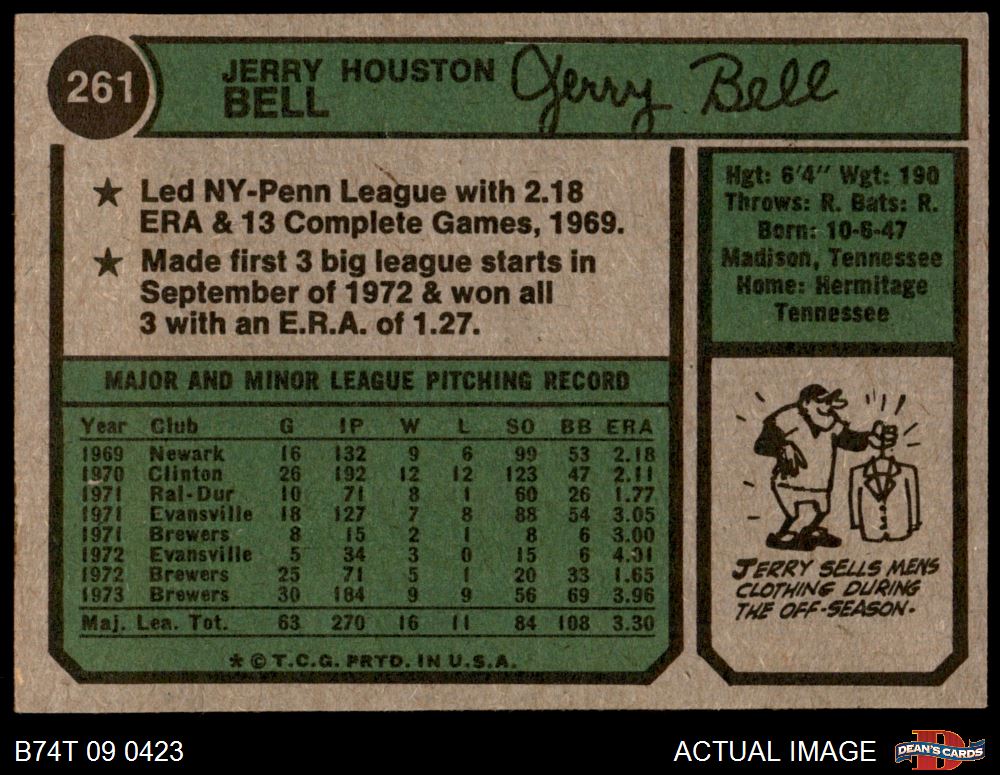 261
JERRY HOUSTON
BELL
Jerry Bell
★ Led NY-Penn League with 2.18
ERA & 13 Complete Games, 1969.
★ Made first 3 big league starts in
September of 1972 & won all
3 with an E.R.A. of 1.27.
Hgt: 6'4" Wgt: 190
Throws: R. Bats: R.
Born: 10-6-47
Madison, Tennessee
Home: Hermitage
Tennessee
MAJOR AND MINOR LEAGUE PITCHING RECORD
Year Club G IP W L SO BB ERA
1969 Newark 16 132 9 6 99 53 2.18
1970 Clinton 26 192 12 12 123 47 2.11
1971 Ral-Dur 10 71 8 1 60 26 1.77
1971 Evansville 18 127 7 8 88 54 3.05
1971 Brewers 8 15 2 1 8 6 3.00
1972 Evansville 5 34 3 0 15 6 4.31
1972 Brewers 25 71 5 1 20 33 1.65
1973 Brewers 30 184 9 9 56 69 3.96
Maj. Lea. Tot. 63 270 16 11 84 108 3.30
* © T.C.G. PRTD. IN U.S.A.
JERRY SELLS MENS
CLOTHING DURING
THE OFF-SEASON.
B74T 09 0423
ACTUAL IMAGE
DEAN'S CARDS